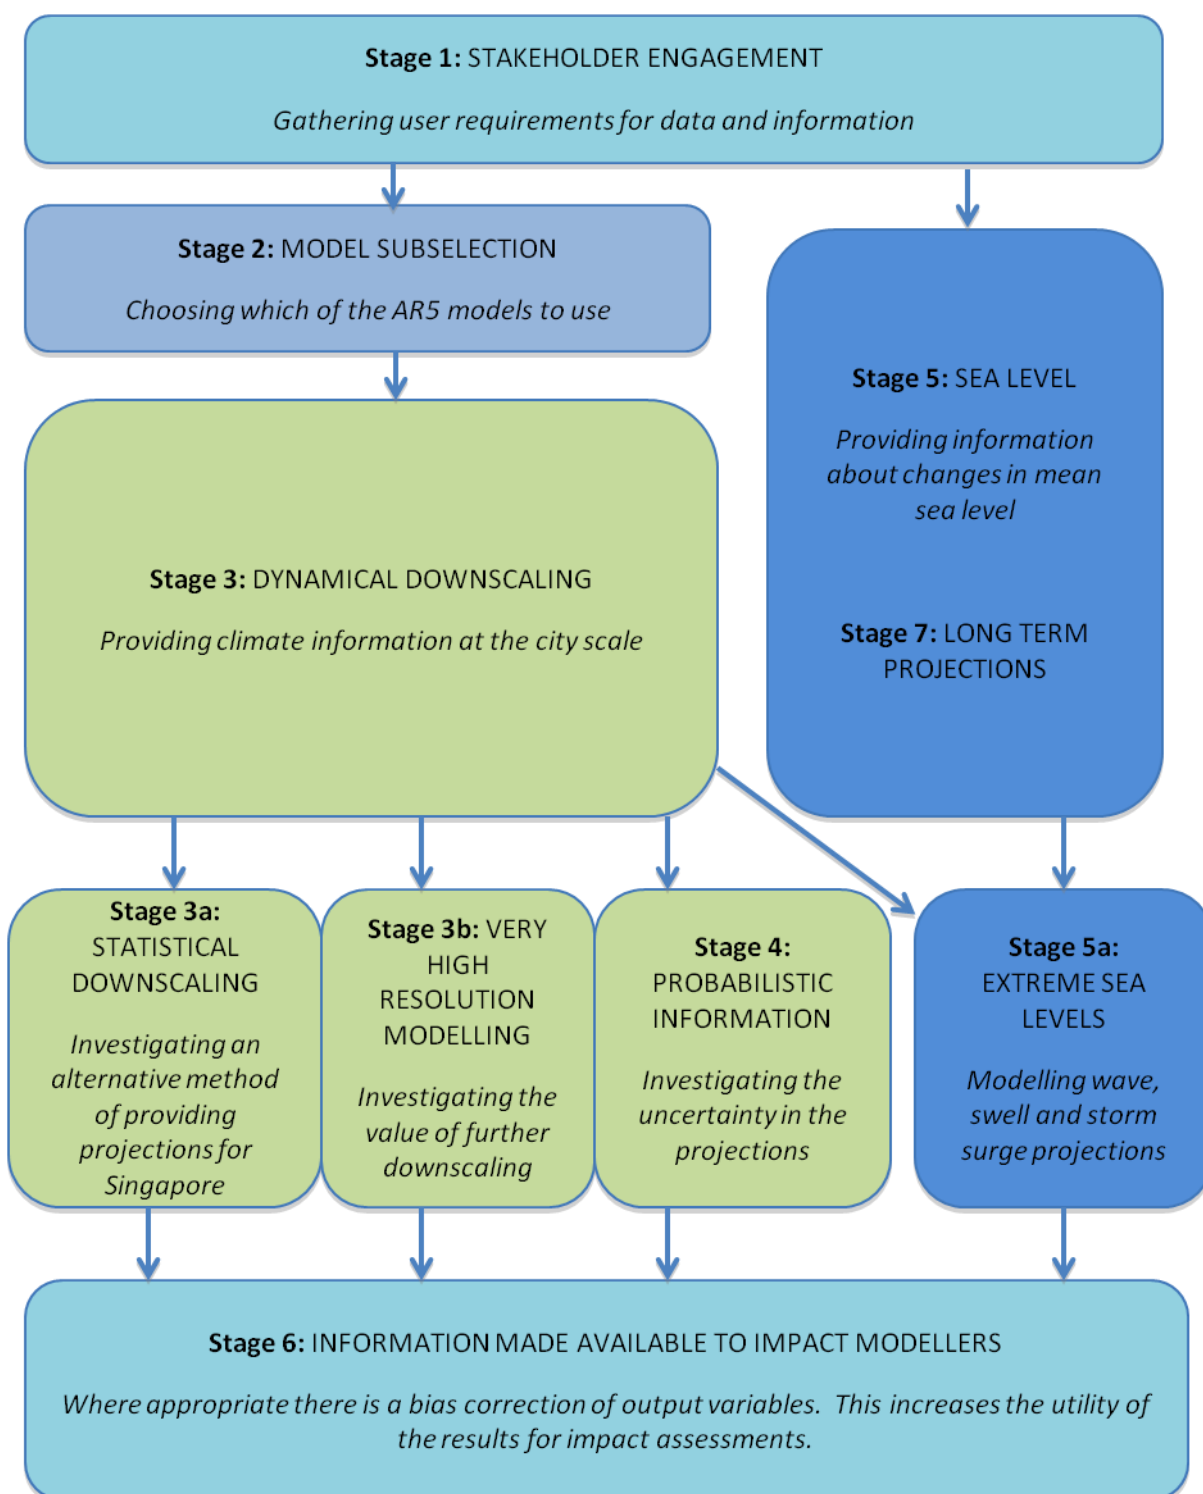 Stage 1: STAKEHOLDER ENGAGEMENT
Gathering user requirements for data and information
Stage 2: MODEL SUBSELECTION
Choosing which of the AR5 models to use
Stage 5: SEA LEVEL
Providing information
about changes in mean
sea level
Stage 7: LONG TERM
PROJECTIONS
Stage 3: DYNAMICAL DOWNSCALING
Providing climate information at the city scale
Stage 3a:
STATISTICAL
DOWNSCALING
Investigating an
alternative method
of providing
projections for
Singapore
Stage 3b: VERY
HIGH
RESOLUTION
MODELLING
Investigating the
value of further
downscaling
Stage 4:
PROBABILISTIC
INFORMATION
Investigating the
uncertainty in the
projections
Stage 5a:
EXTREME SEA
LEVELS
Modelling wave,
swell and storm
surge projections
Stage 6: INFORMATION MADE AVAILABLE TO IMPACT MODELLERS
Where appropriate there is a bias correction of output variables. This increases the utility of
the results for impact assessments.